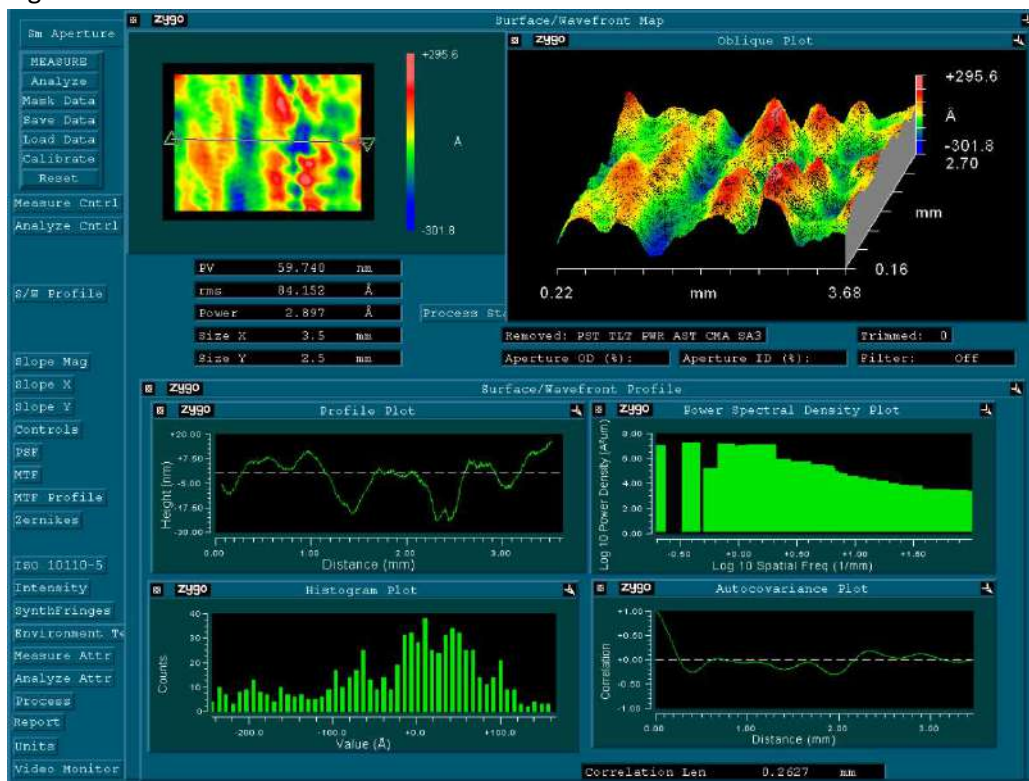 zygo
Surface/Wavefront Map
Sm Aperture
MEASURE
Analyze
Mask Data
Save Data
Load Data
Calibrate
Reset
Measure Cntrl
Analyze Cntrl
S/W Profile
Slope Mag
Slope X
Slope Y
Controls
PSF
MTF
MTF Profile
Zernikes
ISO 10110-5
Intensity
SynthFringes
Environment
Measure Attr
Analyze Attr
Process
Report
Units
Video Monitor
+295.6
Å
-301.8
zygo
Oblique Plot
+295.6
Å
-301.8
2.70
mm
0.16
0.22
mm
3.68
PV 59.740 nm
rms 84.152 Å
Power 2.897 Å
Size X 3.5 mm
Size Y 2.5 mm
Process
Removed: PST TLT PWR AST CMA SA3
Trimmed: 0
Aperture OD (%):
Aperture ID (%):
Filter: Off
zygo
Surface/Wavefront Profile
zygo
Profile Plot
+20.00
+7.50
-5.00
-17.50
Height (nm)
0.00 1.00 2.00 3.00
Distance (mm)
zygo
Power Spectral Density Plot
8.00
6.00
4.00
2.00
0.00
Log 10 Power Density (A²um)
-0.50 +0.00 +0.50 +1.00 +1.50
Log 10 Spatial Freq (1/mm)
zygo
Histogram Plot
40
30
20
10
0
Counts
-200.0 -100.0 +0.0 +100.0
Value (Å)
zygo
Autocovariance Plot
+1.00
+0.50
+0.00
-0.50
-1.00
Correlation
0.00 1.00 2.00 3.00
Distance (mm)
Correlation Len 0.2627 mm